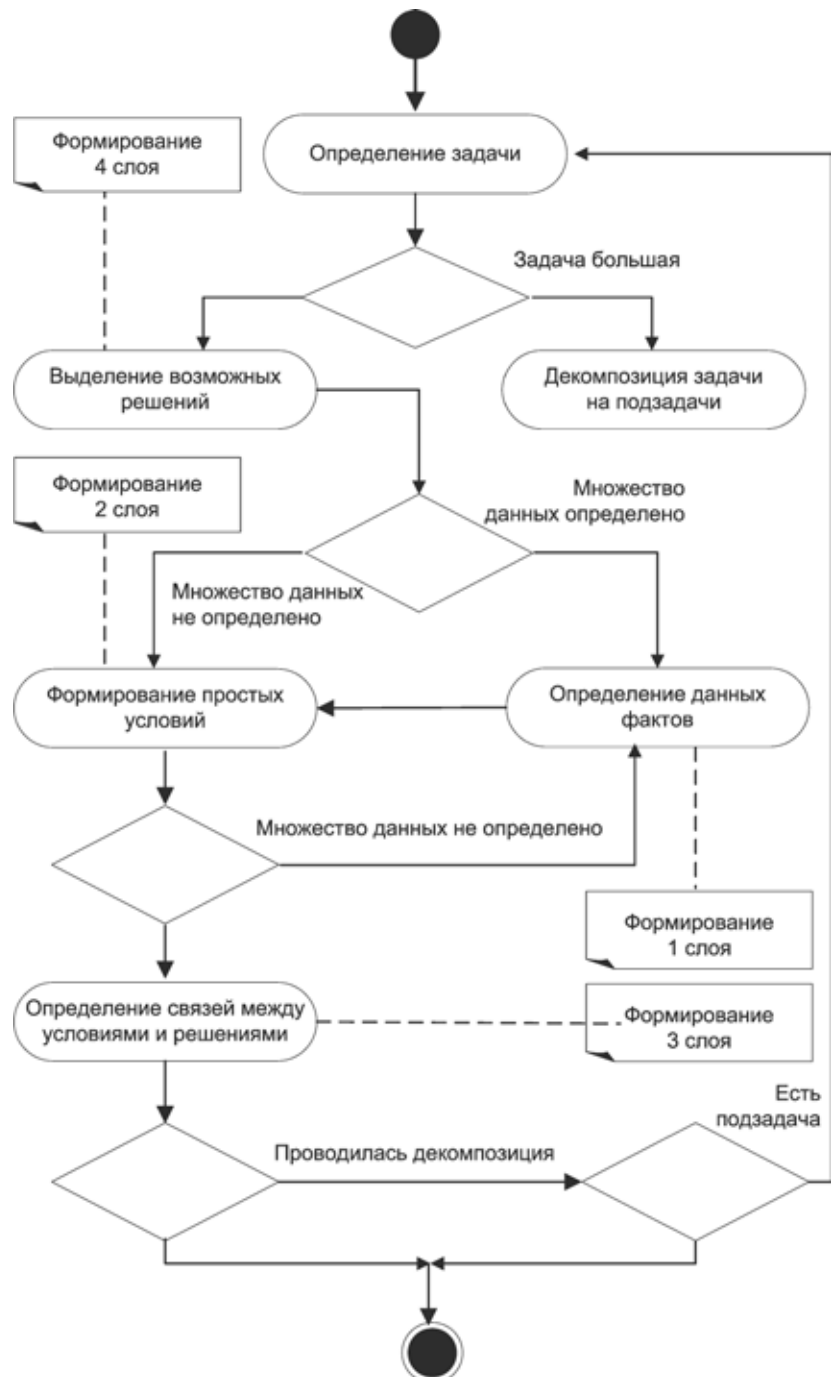 Формирование
4 слоя
Определение задачи
Задача большая
Выделение возможных
решений
Декомпозиция задачи
на подзадачи
Формирование
2 слоя
Множество
данных определено
Множество данных
не определено
Формирование простых
условий
Определение данных
фактов
Множество данных не определено
Формирование
1 слоя
Определение связей между
условиями и решениями
Формирование
3 слоя
Есть
подзадача
Проводилась декомпозиция